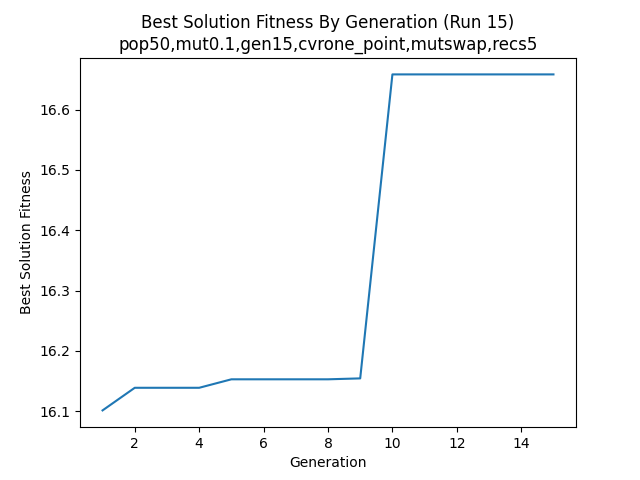 Best Solution Fitness By Generation (Run 15)
pop50,mut0.1,gen15,cvrone_point,mutswap,recs5
Best Solution Fitness
16.6
16.5
16.4
16.3
16.2
16.1
2 4 6 8 10 12 14
Generation